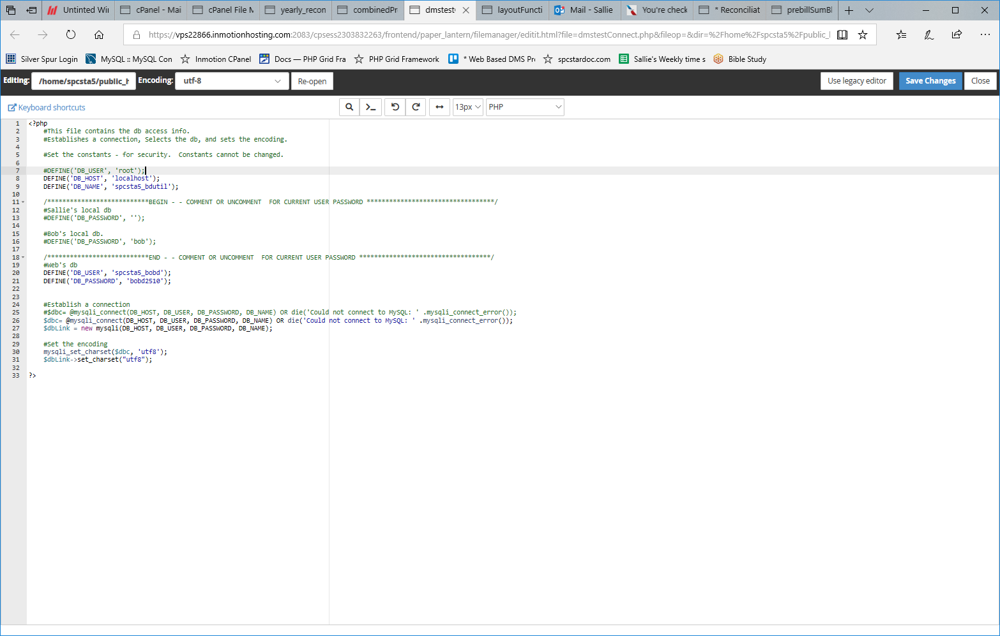 Untinted Wi
cPanel - Mai
cPanel File M
yearly_recon
combinedPr
dmstest
layoutFuncti
Mail - Sallie
You're check
* Reconciliat
prebillSumB
https://vps22866.inmotionhosting.com:2083/cpsess2303832263/frontend/paper_lantern/filemanager/editit.html?file=dmstestConnect.php&fileop=&dir=%2Fhome%2Fspcsta5%2Fpublic_
Silver Spur Login
MySQL :: MySQL Con
Inmotion CPanel
Docs — PHP Grid Fra
PHP Grid Framework
* Web Based DMS Pr
spcstardoc.com
Sallie's Weekly time s
Bible Study
Editing: /home/spcsta5/public_h Encoding: utf-8 Re-open Use legacy editor Save Changes Close
Keyboard shortcuts 13px PHP
1 <?php
2 #This file contains the db access info.
3 #Establishes a connection, Selects the db, and sets the encoding.
4
5 #Set the constants - for security.  Constants cannot be changed.
6
7 #DEFINE('DB_USER', 'root');
8 DEFINE('DB_HOST', 'localhost');
9 DEFINE('DB_NAME', 'spcsta5_bdutil');
10
11 /***************************BEGIN - - COMMENT OR UNCOMMENT  FOR CURRENT USER PASSWORD **********************************/
12 #Sallie's local db
13 #DEFINE('DB_PASSWORD', '');
14
15 #Bob's local db.
16 #DEFINE('DB_PASSWORD', 'bob');
17
18 /***************************END - - COMMENT OR UNCOMMENT  FOR CURRENT USER PASSWORD ***********************************/
19 #Web's db
20 DEFINE('DB_USER', 'spcsta5_bobd');
21 DEFINE('DB_PASSWORD', 'bobd2510');
22
23
24 #Establish a connection
25 #$dbc= @mysqli_connect(DB_HOST, DB_USER, DB_PASSWORD, DB_NAME) OR die('Could not connect to MySQL: ' .mysqli_connect_error());
26 $dbc= @mysqli_connect(DB_HOST, DB_USER, DB_PASSWORD, DB_NAME) OR die('Could not connect to MySQL: ' .mysqli_connect_error());
27 $dbLink = new mysqli(DB_HOST, DB_USER, DB_PASSWORD, DB_NAME);
28
29 #Set the encoding
30 mysqli_set_charset($dbc, 'utf8');
31 $dbLink->set_charset("utf8");
32
33 ?>